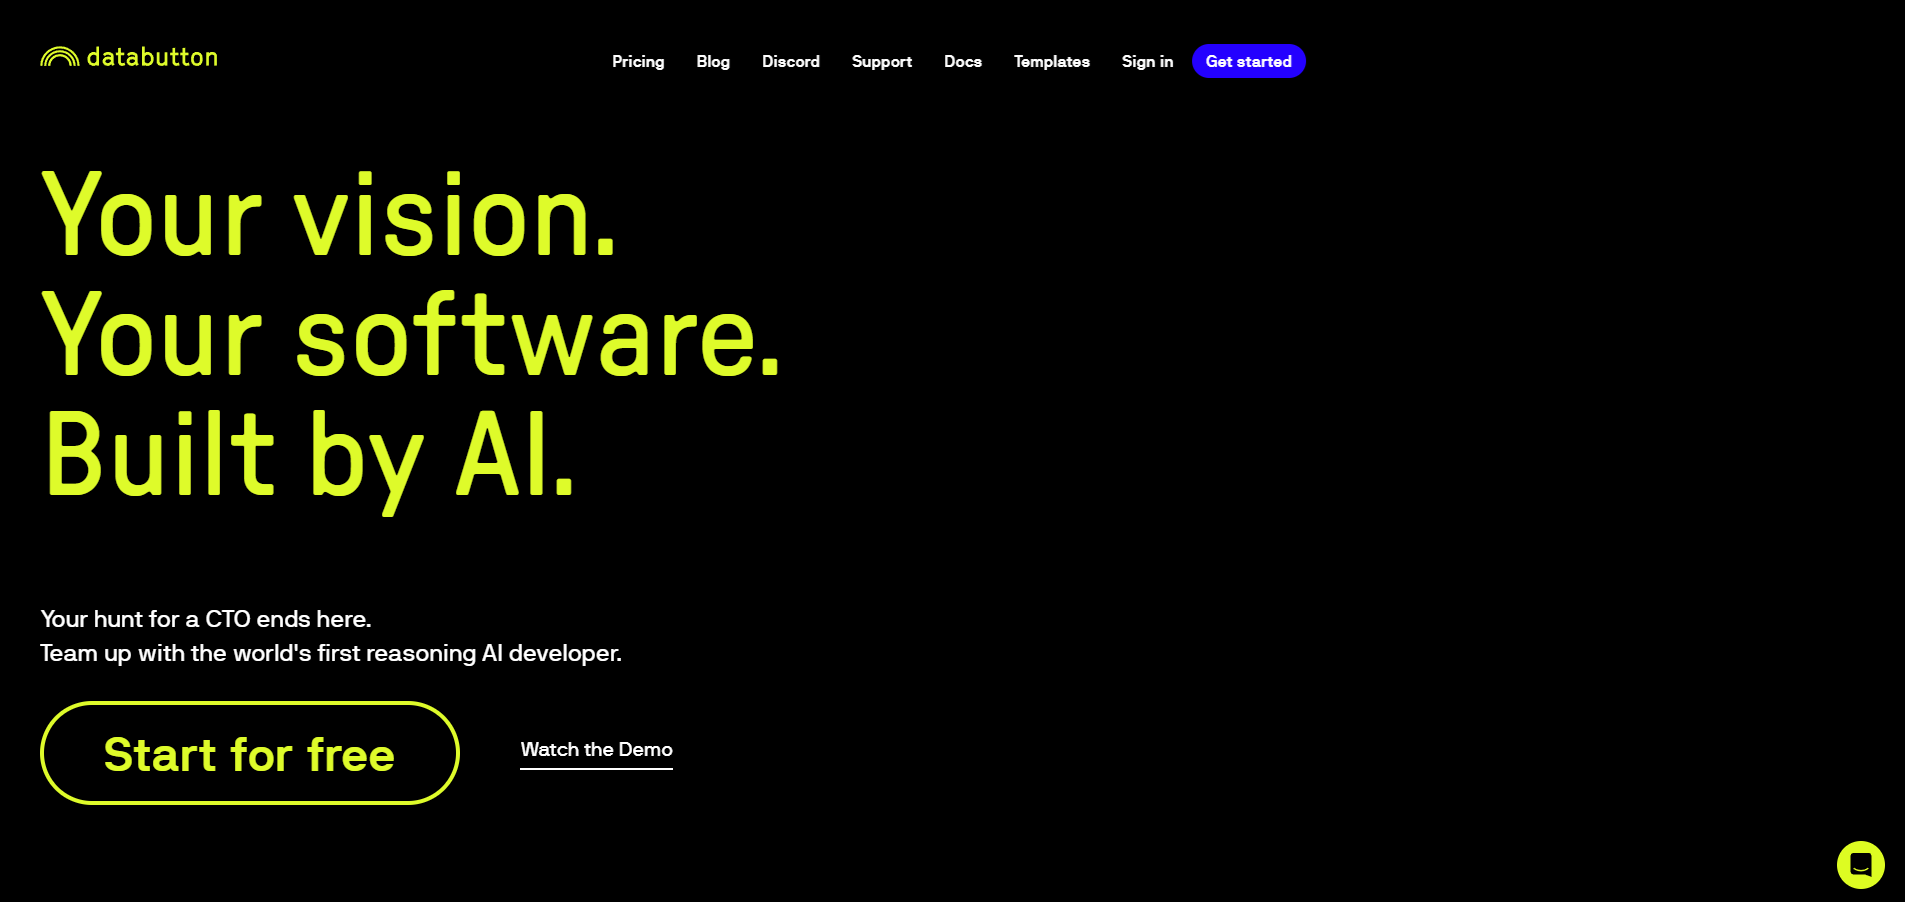 databutton
Pricing Blog Discord Support Docs Templates Sign in Get started
Your vision.
Your software.
Built by AI.
Your hunt for a CTO ends here.
Team up with the world's first reasoning AI developer.
Start for free
Watch the Demo